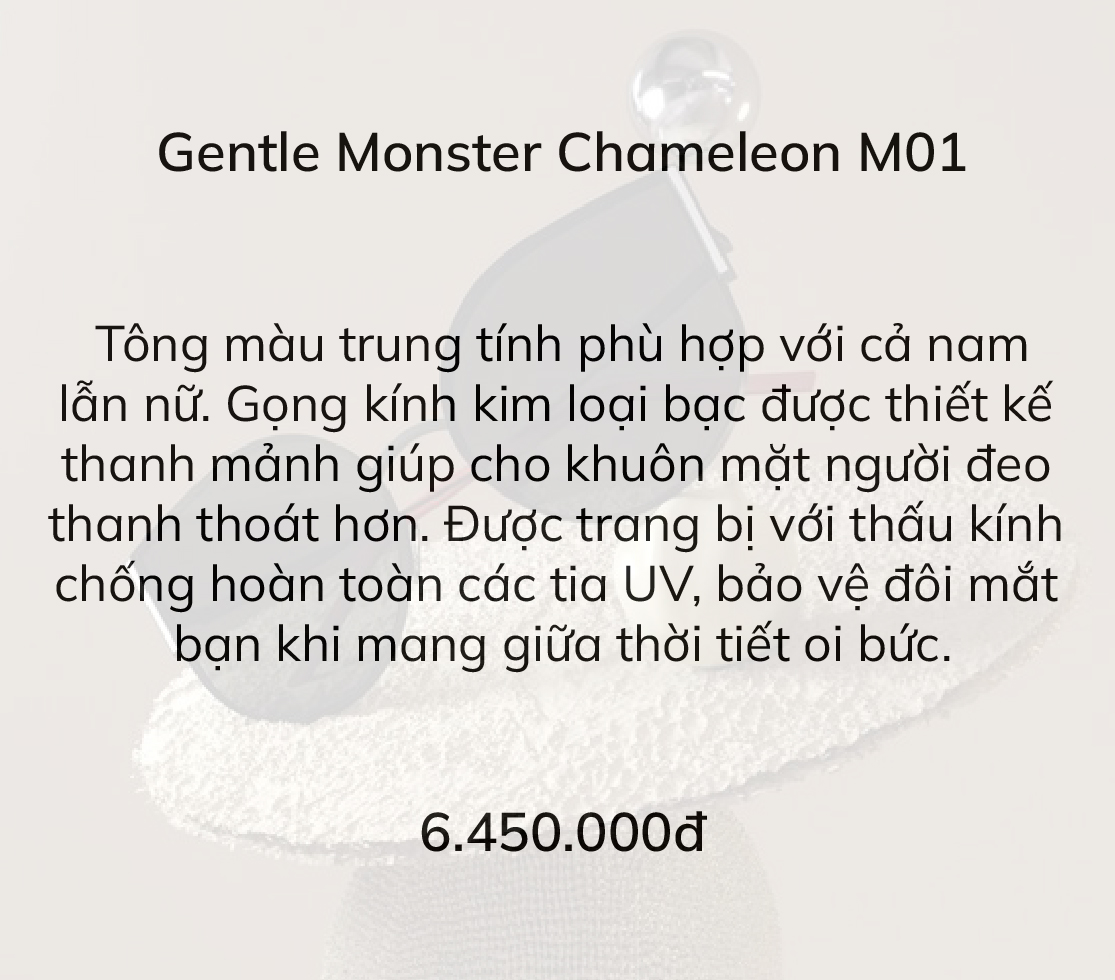 Gentle Monster Chameleon M01
Tông màu trung tính phù hợp với cả nam
lẫn nữ. Gọng kính kim loại bạc được thiết kế
thanh mảnh giúp cho khuôn mặt người đeo
thanh thoát hơn. Được trang bị với thấu kính
chống hoàn toàn các tia UV, bảo vệ đôi mắt
bạn khi mang giữa thời tiết oi bức.
6.450.000đ